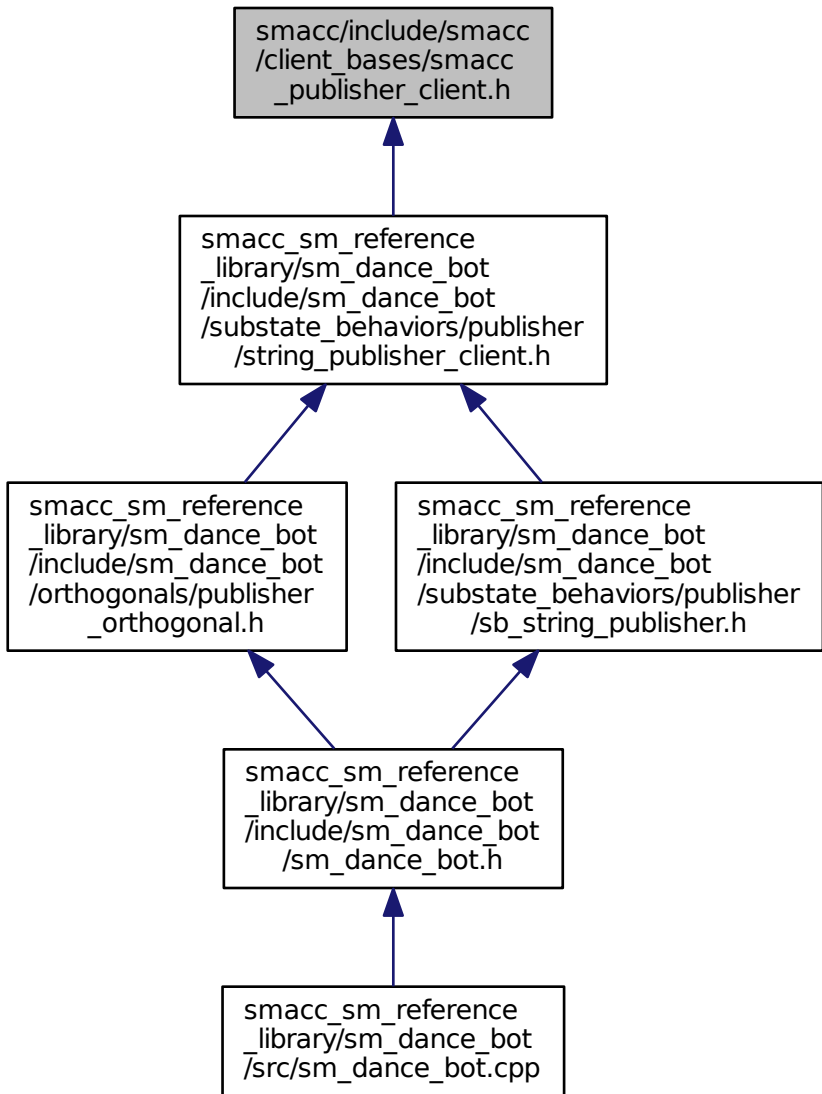 smacc/include/smacc
/client_bases/smacc
_publisher_client.h
smacc_sm_reference
_library/sm_dance_bot
/include/sm_dance_bot
/substate_behaviors/publisher
/string_publisher_client.h
smacc_sm_reference
_library/sm_dance_bot
/include/sm_dance_bot
/orthogonals/publisher
_orthogonal.h
smacc_sm_reference
_library/sm_dance_bot
/include/sm_dance_bot
/substate_behaviors/publisher
/sb_string_publisher.h
smacc_sm_reference
_library/sm_dance_bot
/include/sm_dance_bot
/sm_dance_bot.h
smacc_sm_reference
_library/sm_dance_bot
/src/sm_dance_bot.cpp